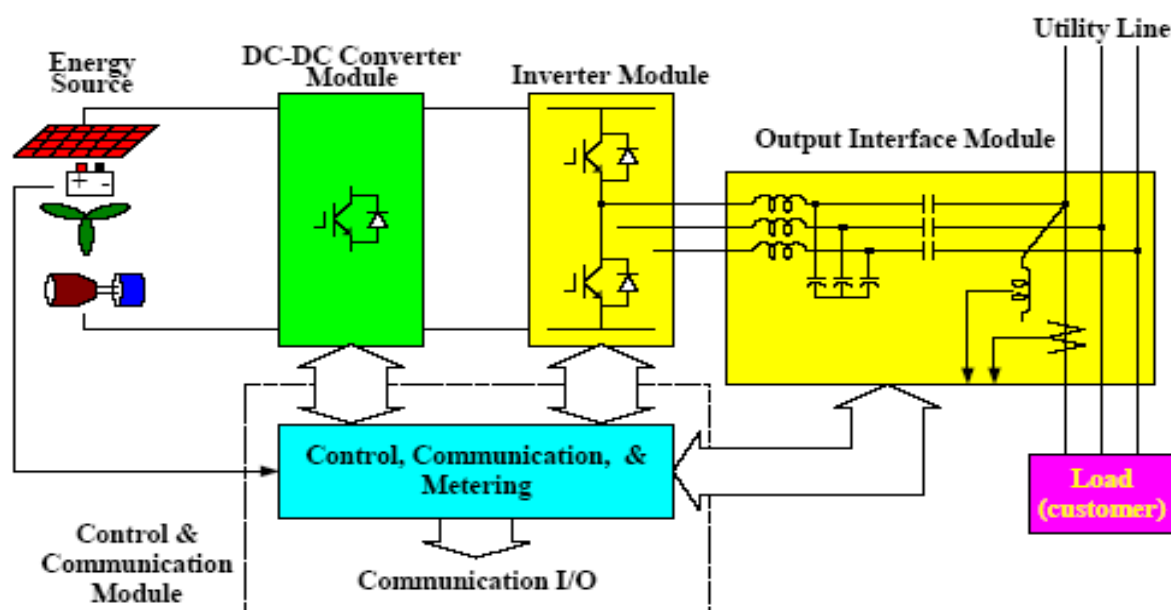 Utility Line
Energy
Source
DC-DC Converter
Module
Inverter Module
Output Interface Module
+ -
Control, Communication, &
Metering
Load
(customer)
Control &
Communication
Module
Communication I/O